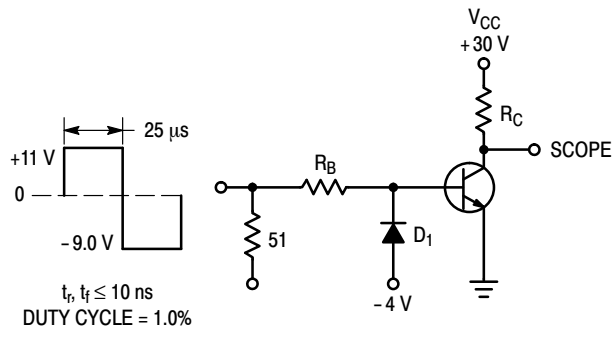 V_CC
+30 V
25 μs
+11 V
0
−9.0 V
t_r, t_f ≤ 10 ns
DUTY CYCLE = 1.0%
R_B
51
D_1
−4 V
R_C
SCOPE